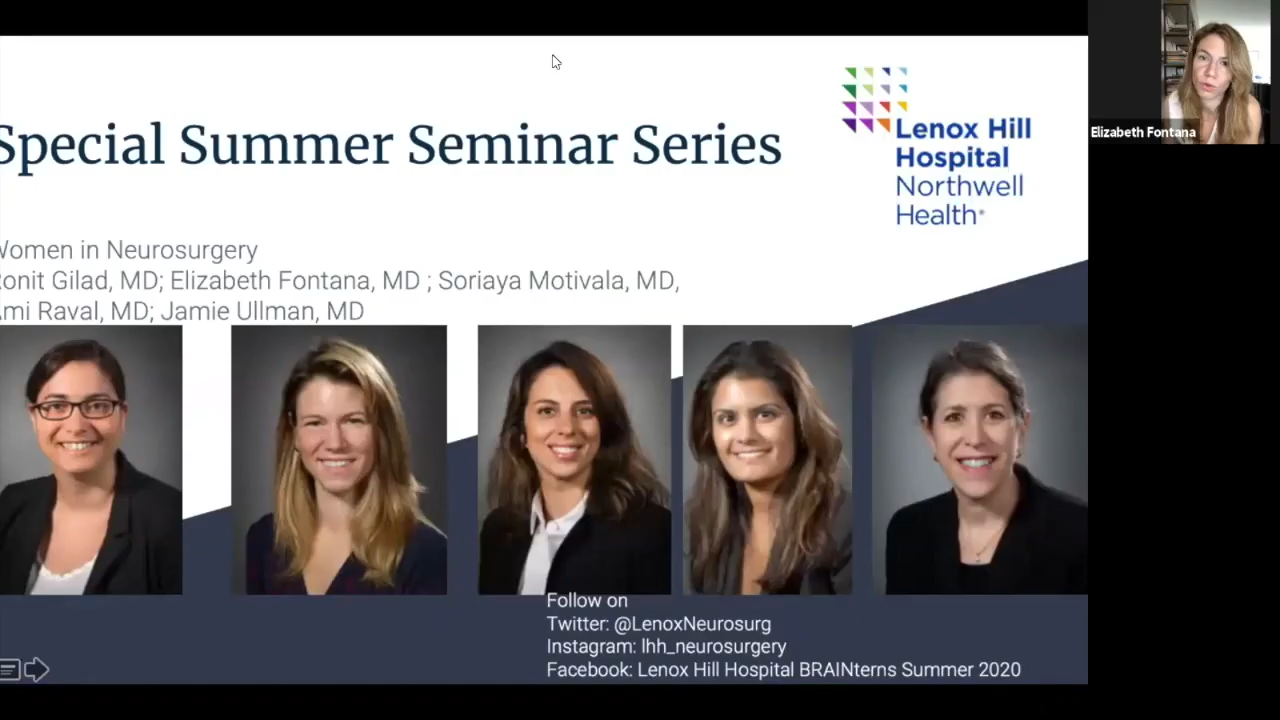 Special Summer Seminar Series
Lenox Hill
Hospital
Northwell
Health®
Women in Neurosurgery
Ronit Gilad, MD; Elizabeth Fontana, MD ; Soriaya Motivala, MD,
Ami Raval, MD; Jamie Ullman, MD
Follow on
Twitter: @LenoxNeurosurg
Instagram: lhh_neurosurgery
Facebook: Lenox Hill Hospital BRAINterns Summer 2020
Elizabeth Fontana